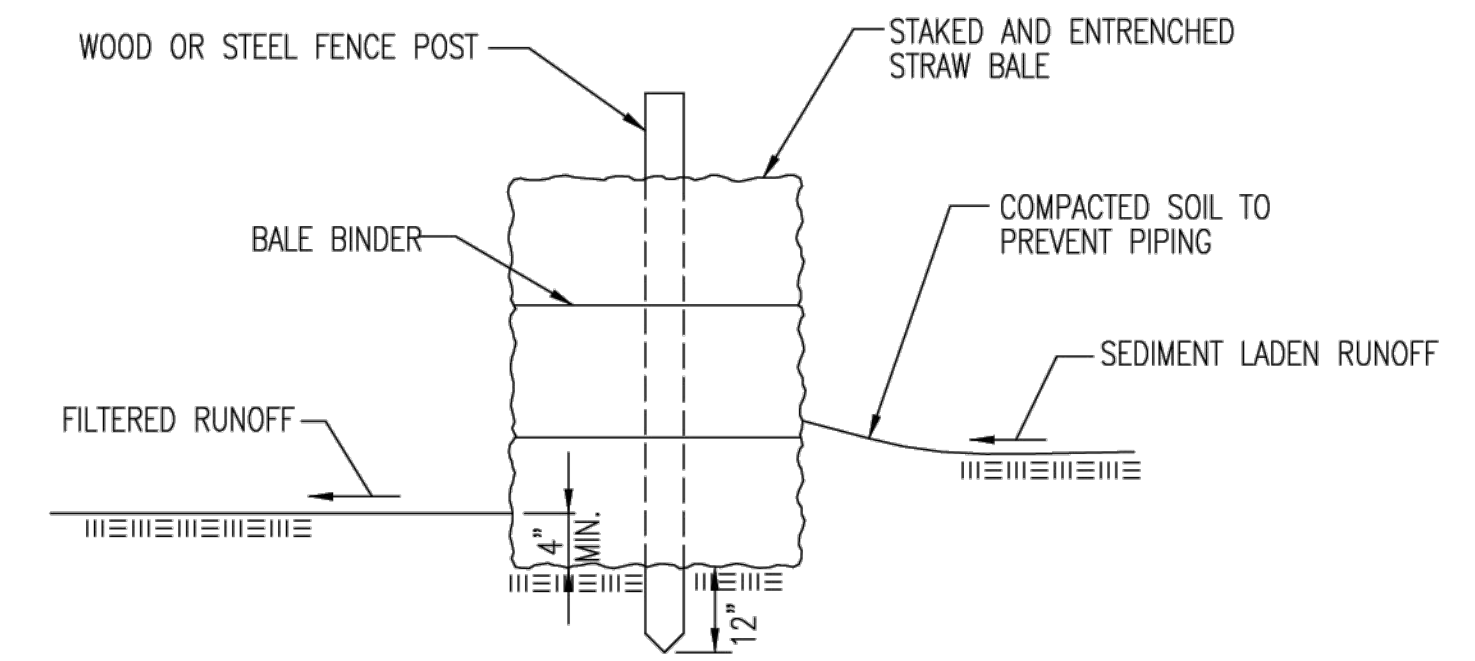 WOOD OR STEEL FENCE POST
STAKED AND ENTRENCHED
STRAW BALE
BALE BINDER
COMPACTED SOIL TO
PREVENT PIPING
SEDIMENT LADEN RUNOFF
FILTERED RUNOFF
4"
MIN.
12"